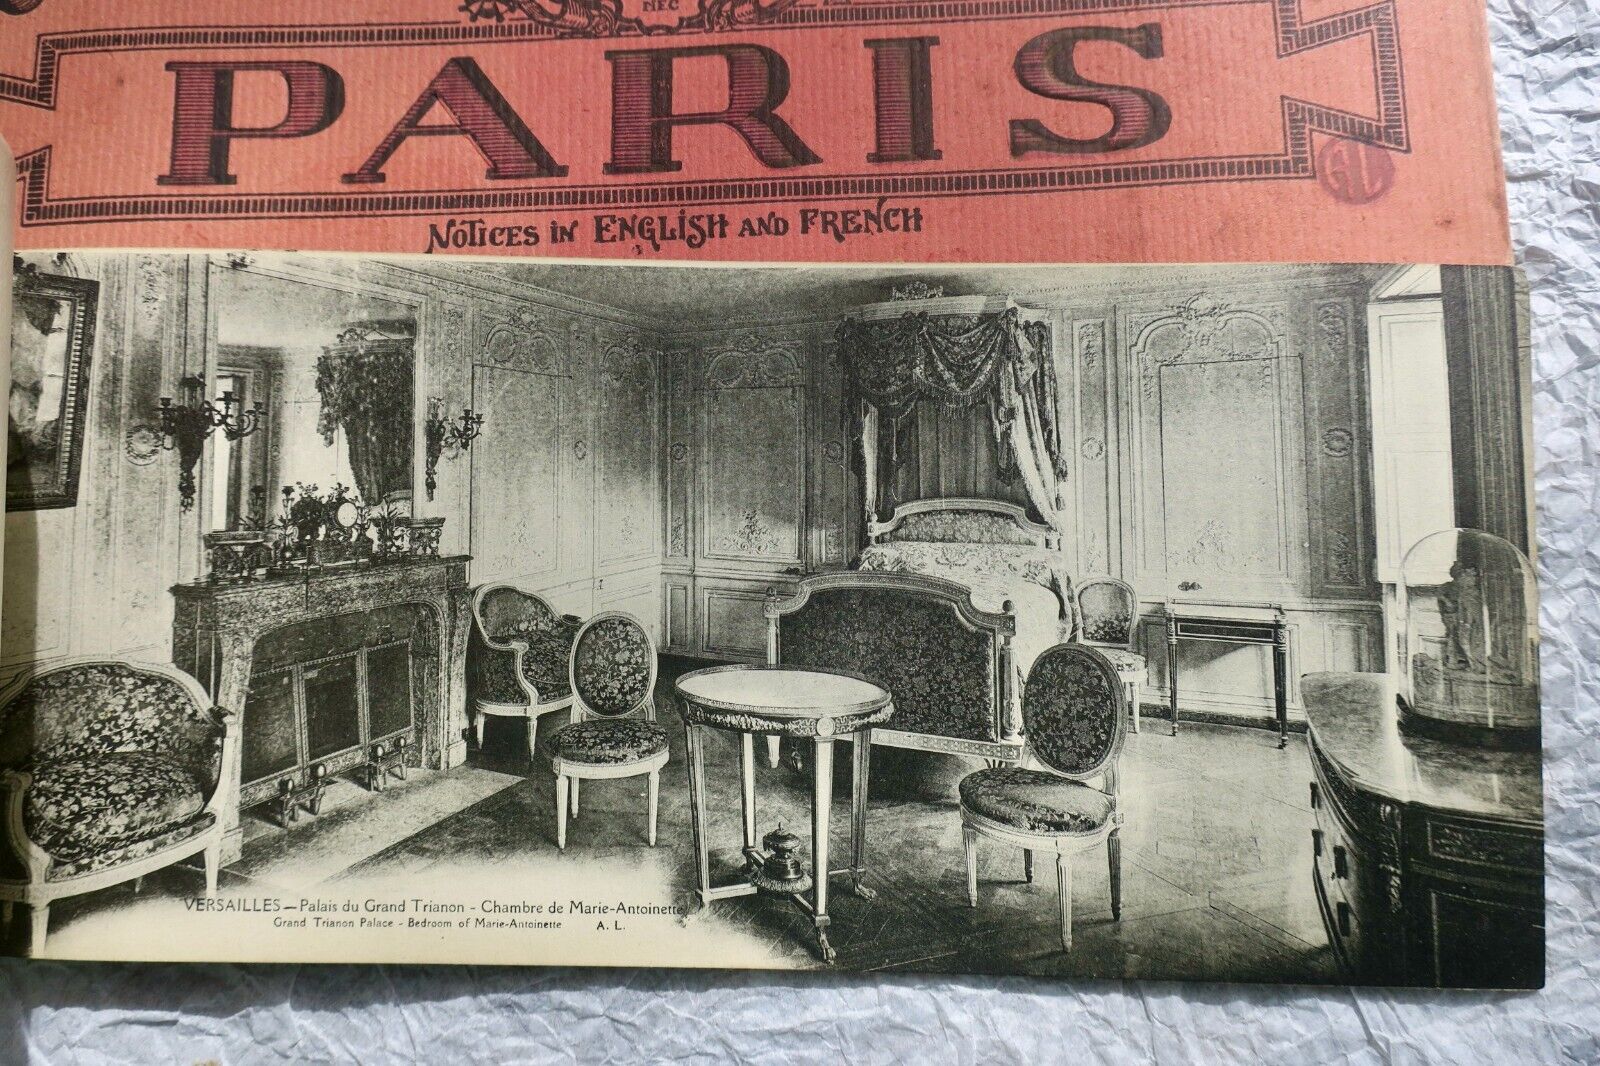 NEC
PARIS
NOTICES IN ENGLISH AND FRENCH
VERSAILLES — Palais du Grand Trianon - Chambre de Marie-Antoinette
Grand Trianon Palace - Bedroom of Marie-Antoinette A. L.